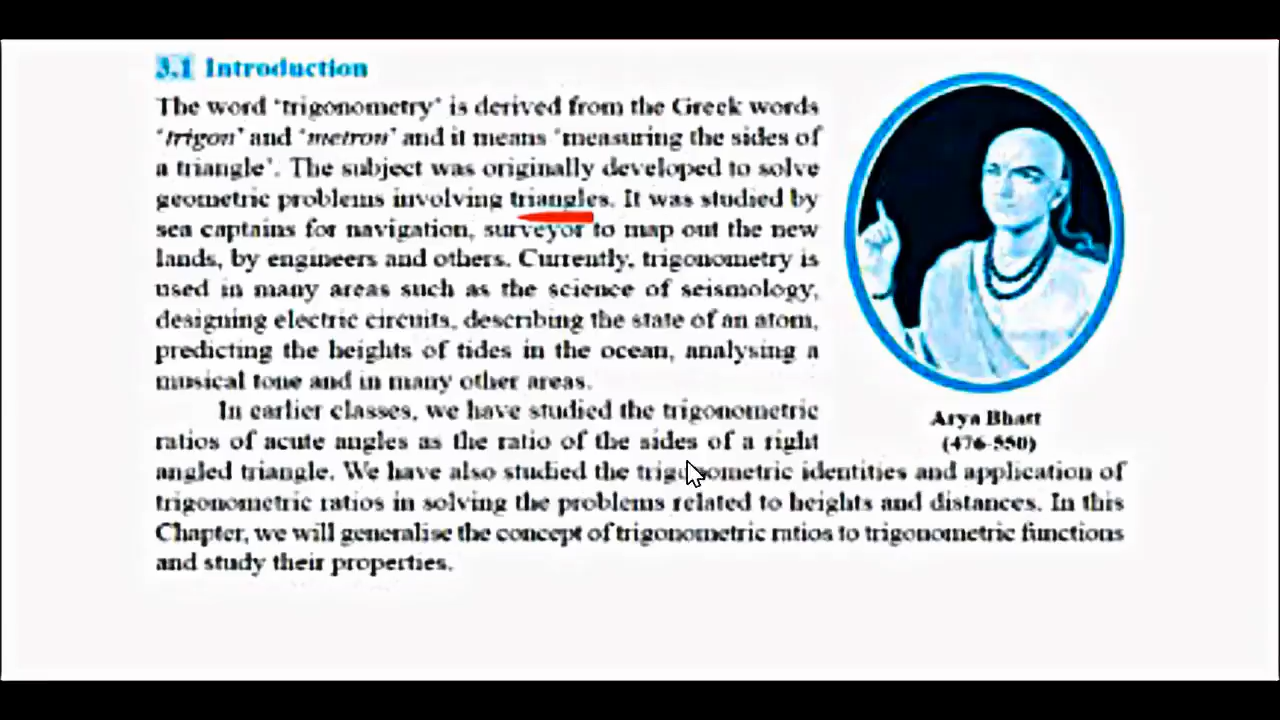 3.1 Introduction
The word 'trigonometry' is derived from the Greek words
'trigon' and 'metron' and it means 'measuring the sides of
a triangle'. The subject was originally developed to solve
geometric problems involving triangles. It was studied by
sea captains for navigation, surveyor to map out the new
lands, by engineers and others. Currently, trigonometry is
used in many areas such as the science of seismology,
designing electric circuits, describing the state of an atom,
predicting the heights of tides in the ocean, analysing a
musical tone and in many other areas.
In earlier classes, we have studied the trigonometric
ratios of acute angles as the ratio of the sides of a right
angled triangle. We have also studied the trigonometric identities and application of
trigonometric ratios in solving the problems related to heights and distances. In this
Chapter, we will generalise the concept of trigonometric ratios to trigonometric functions
and study their properties.
Arya Bhatt
(476-550)